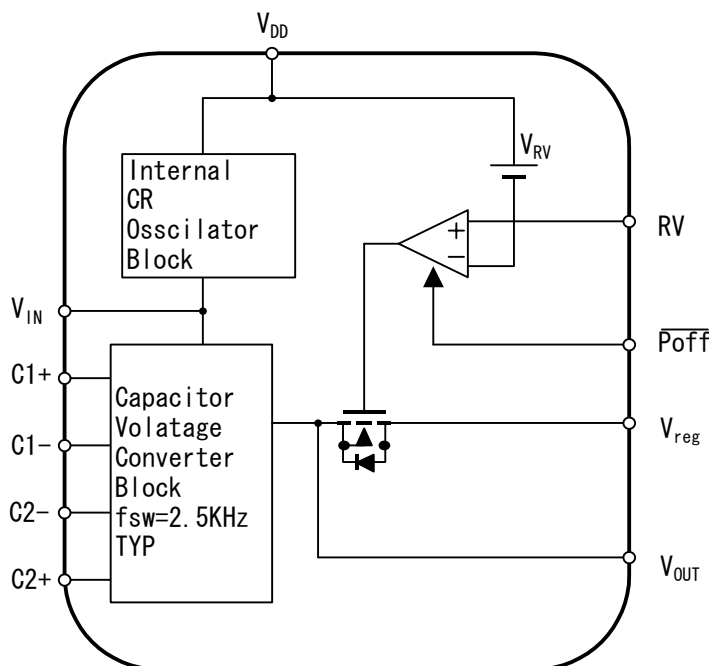 V_DD
Internal
CR
Osscilator
Block
V_RV
+
−
RV
V_IN
P̅o̅f̅f̅
C1+
C1−
C2−
C2+
Capacitor
Volatage
Converter
Block
fsw=2.5KHz
TYP
V_reg
V_OUT